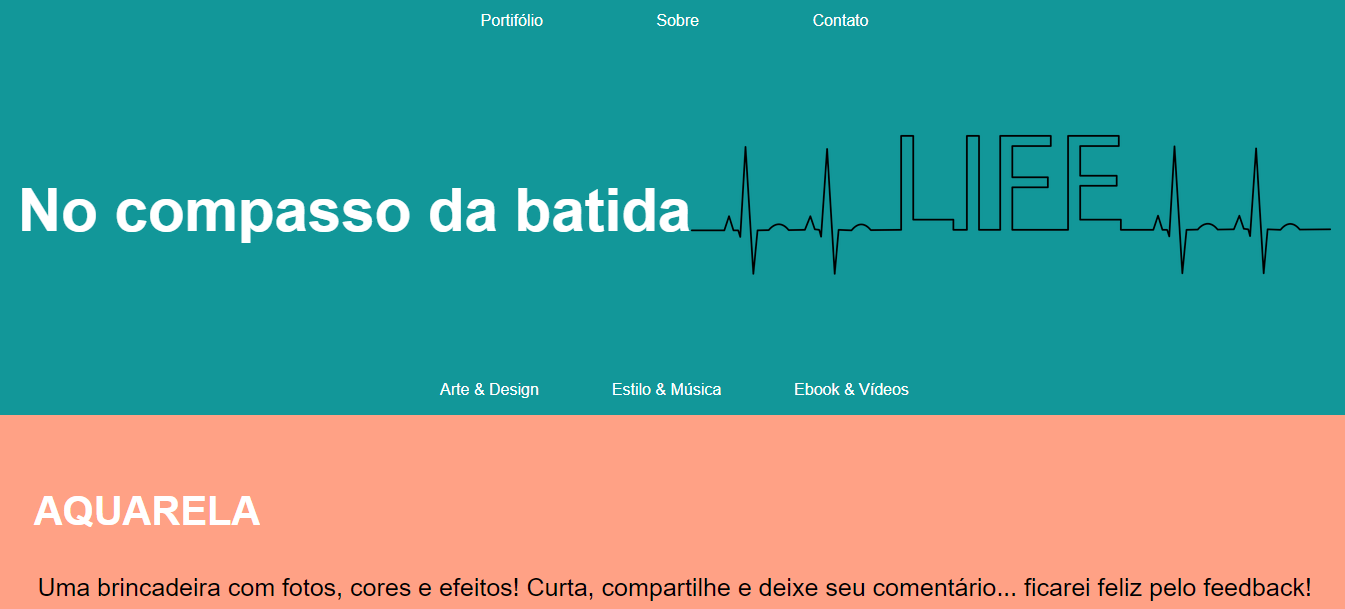 Portifólio Sobre Contato
No compasso da batida LIFE
Arte & Design Estilo & Música Ebook & Vídeos
AQUARELA
Uma brincadeira com fotos, cores e efeitos! Curta, compartilhe e deixe seu comentário... ficarei feliz pelo feedback!